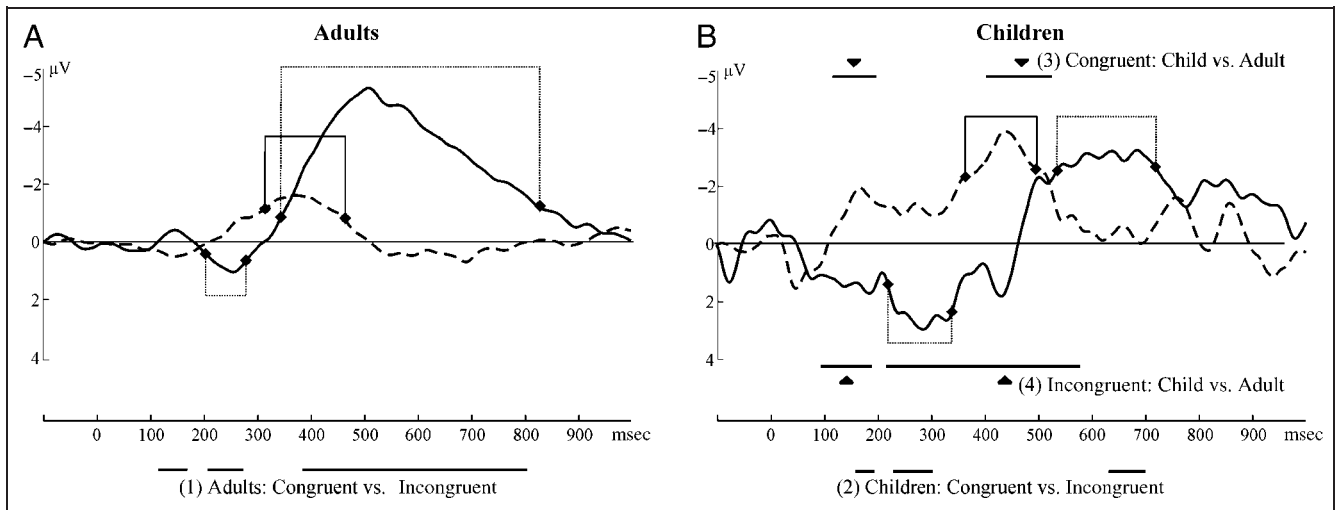 A
Adults
−5 µV
−4
−2
0
2
4
0 100 200 300 400 500 600 700 800 900 msec
(1) Adults: Congruent vs. Incongruent
B
Children
(3) Congruent: Child vs. Adult
−5 µV
−4
−2
0
2
4
(4) Incongruent: Child vs. Adult
0 100 200 300 400 500 600 700 800 900 msec
(2) Children: Congruent vs. Incongruent